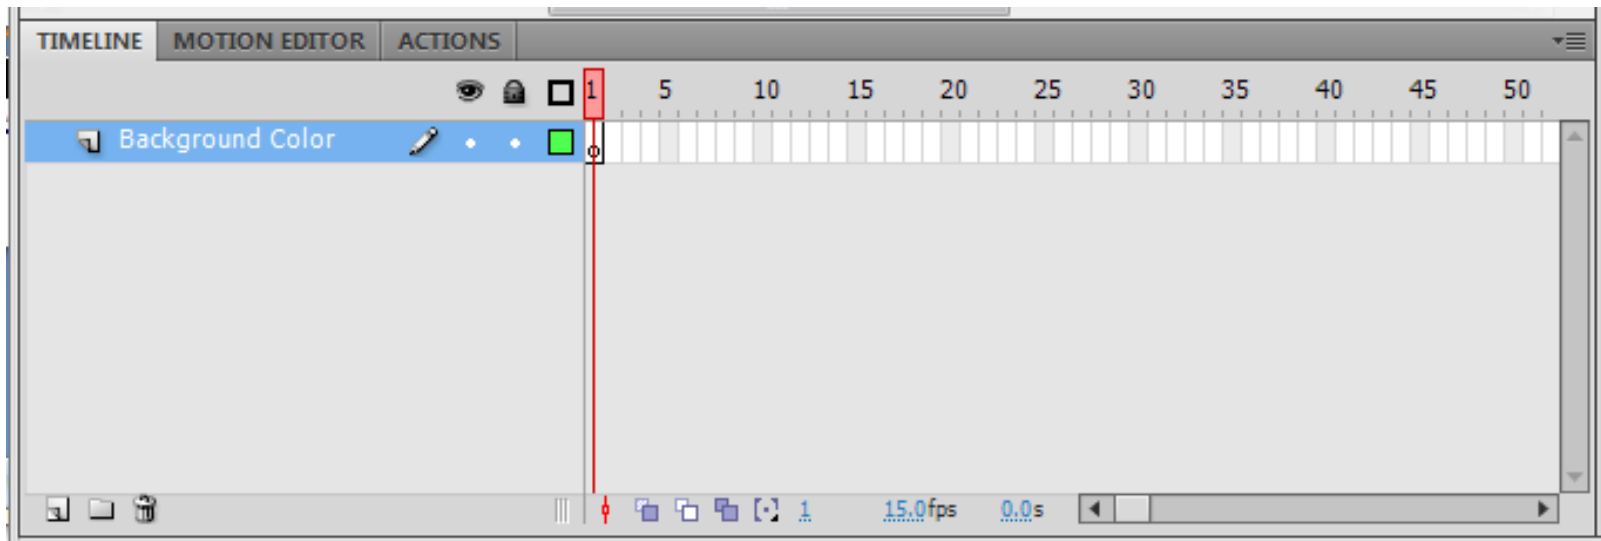 TIMELINE MOTION EDITOR ACTIONS
1 5 10 15 20 25 30 35 40 45 50
Background Color
1 15.0fps 0.0s